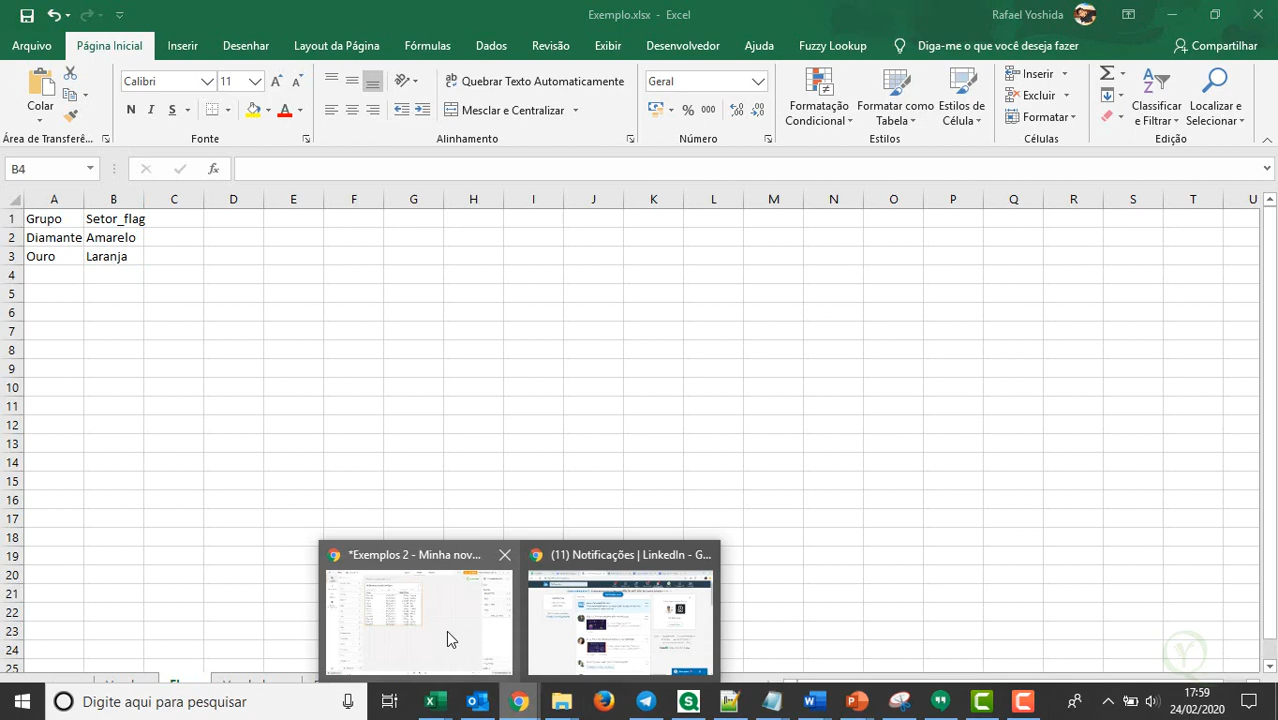 Exemplo.xlsx - Excel
Rafael Yoshida
Arquivo Página Inicial Inserir Desenhar Layout da Página Fórmulas Dados Revisão Exibir Desenvolvedor Ajuda Fuzzy Lookup Diga-me o que você deseja fazer Compartilhar
Colar
Calibri 11
N I S
Quebrar Texto Automaticamente
Mesclar e Centralizar
Geral
% 000
Formatação Condicional
Formatar como Tabela
Estilos de Célula
Inserir
Excluir
Formatar
Classificar e Filtrar
Localizar e Selecionar
Área de Transferê... Fonte Alinhamento Número Estilos Células Edição
B4 fx
A B C D E F G H I J K L M N O P Q R S T U
1 Grupo Setor_flag
2 Diamante Amarelo
3 Ouro Laranja
4
5
6
7
8
9
10
11
12
13
14
15
16
17
18
19
20
21
22
23
24
25
*Exemplos 2 - Minha nov...
(11) Notificações | LinkedIn - G...
Digite aqui para pesquisar
17:59
24/02/2020